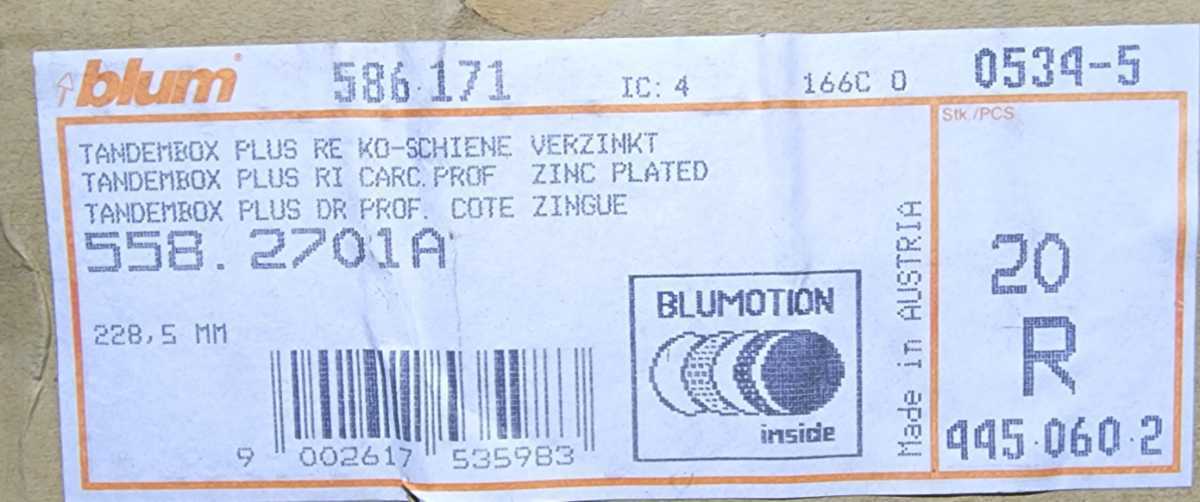 blum®
586.171
IC: 4
166C 0
0534-5
TANDEMBOX PLUS RE KO-SCHIENE VERZINKT
TANDEMBOX PLUS RI CARC.PROF ZINC PLATED
TANDEMBOX PLUS DR PROF. COTE ZINGUE
558.2701A
228,5 MM
9 002617 535983
BLUMOTION
inside
Made in AUSTRIA
Stk./PCS
20
R
445.060.2